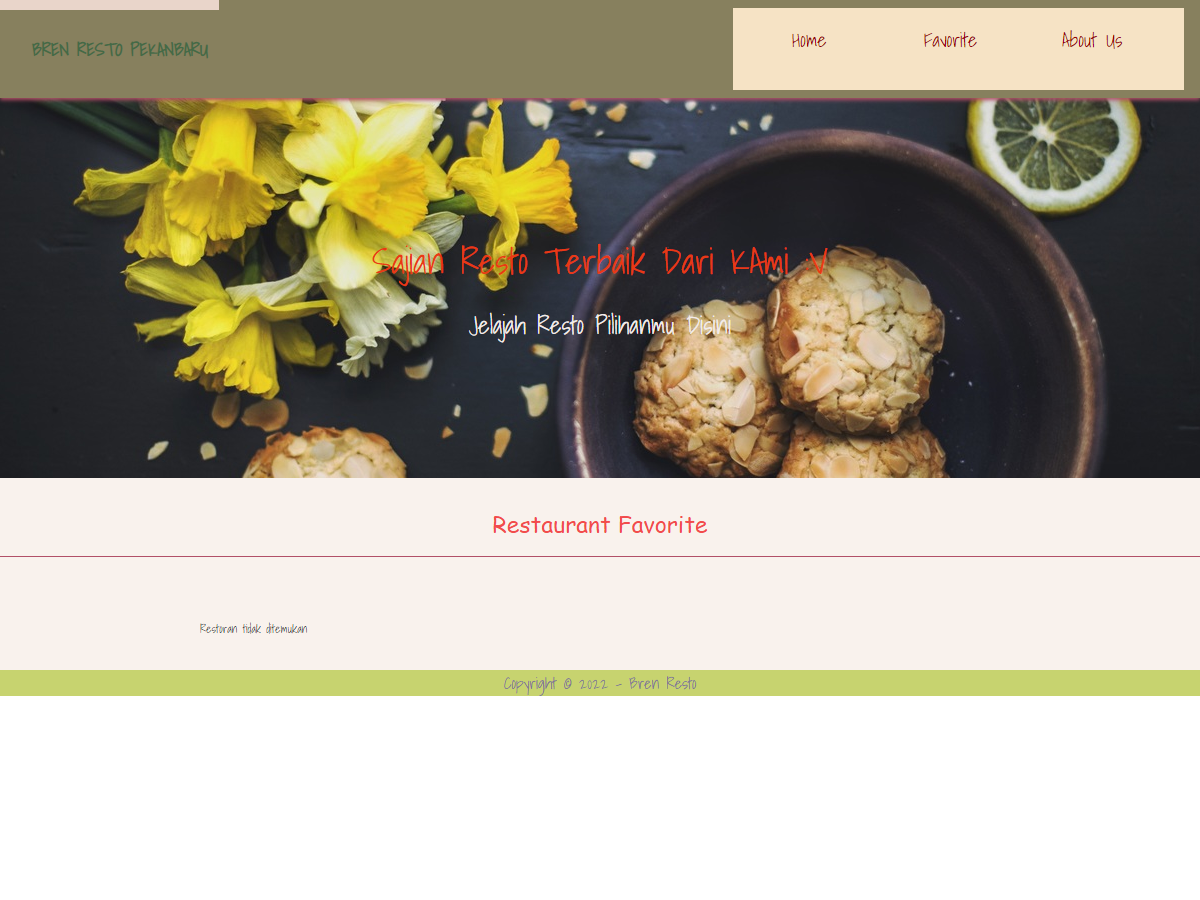 BREN RESTO PEKANBARU
Home
Favorite
About Us
Sajian Resto Terbaik Dari KAmi V
Jelajah Resto Pilihanmu Disini
Restaurant Favorite
Restoran tidak ditemukan
Copyright © 2022 - Bren Resto